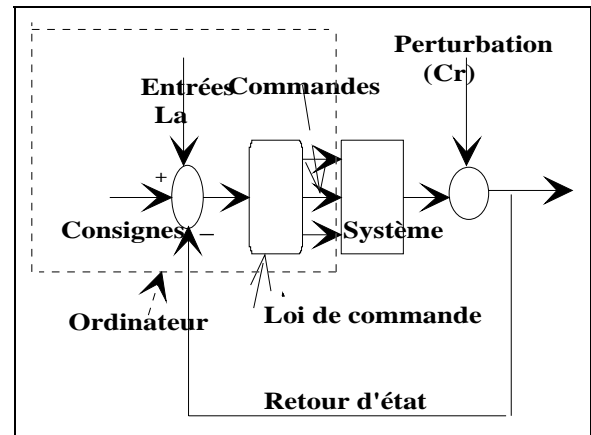 Perturbation
(Cr)
Entrées Commandes
La
+
Consignes
–
Système
Ordinateur
Loi de commande
Retour d'état